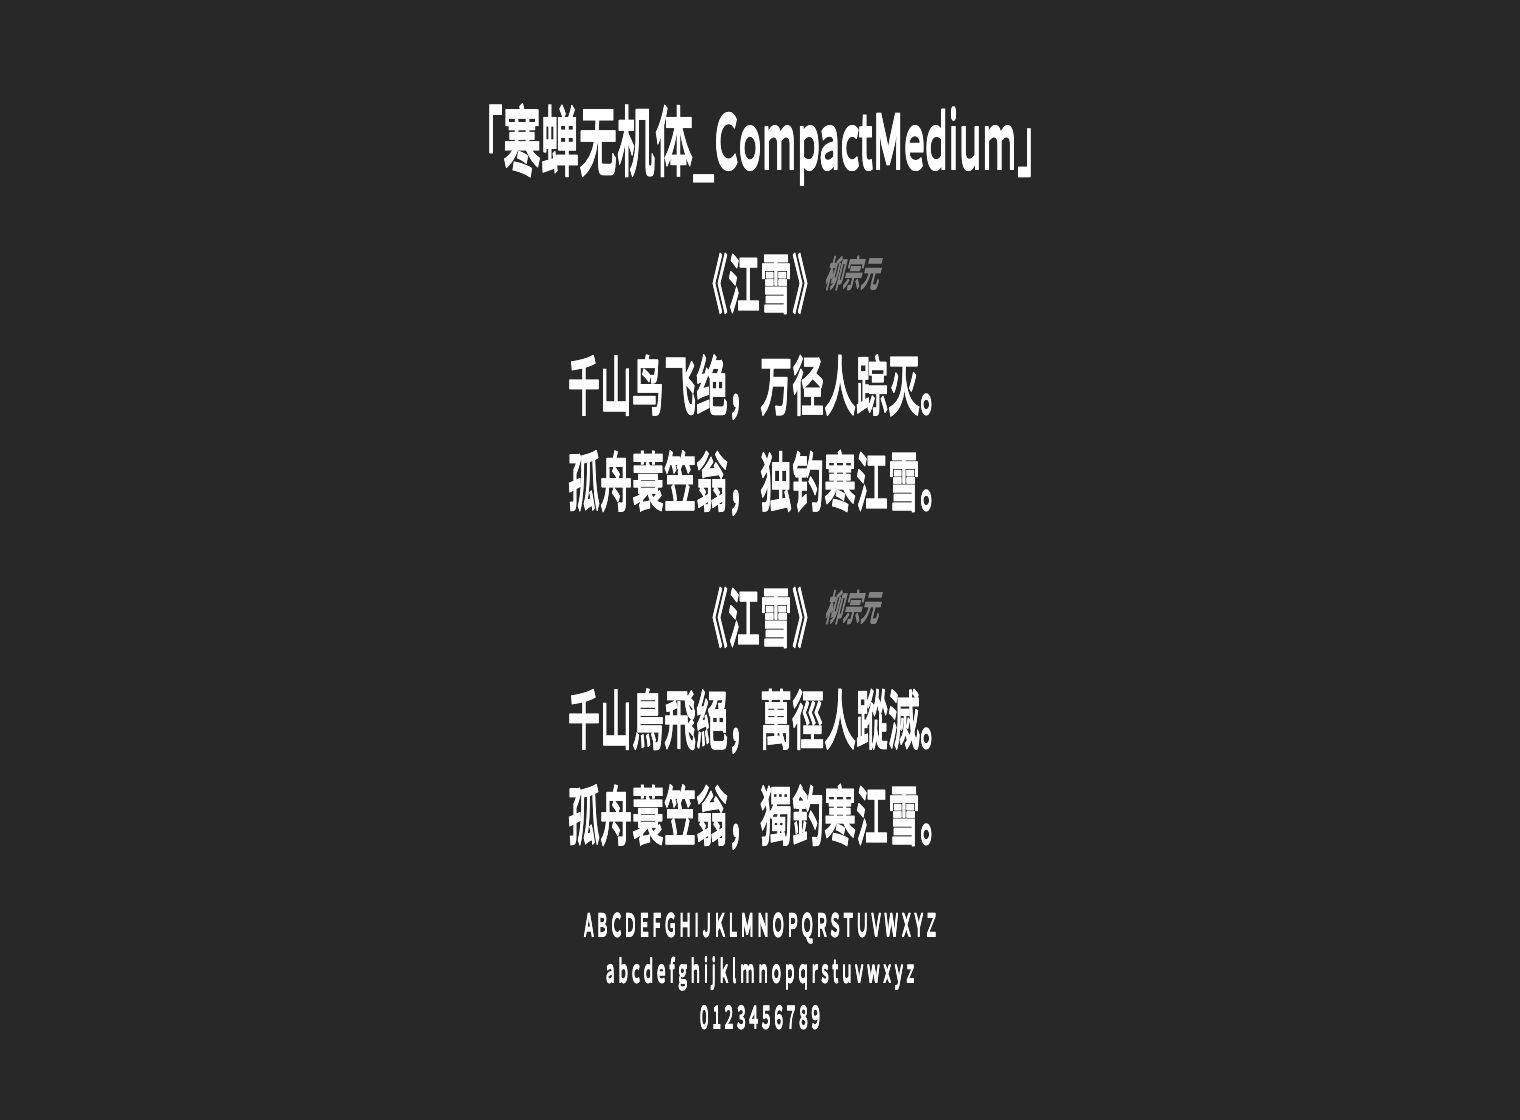 「寒蝉无机体_CompactMedium」
《江雪》柳宗元
千山鸟飞绝，万径人踪灭。
孤舟蓑笠翁，独钓寒江雪。
《江雪》柳宗元
千山鳥飛絕，萬徑人蹤滅。
孤舟蓑笠翁，獨釣寒江雪。
ABCDEFGHIJKLMNOPQRSTUVWXYZ
abcdefghijklmnopqrstuvwxyz
0123456789